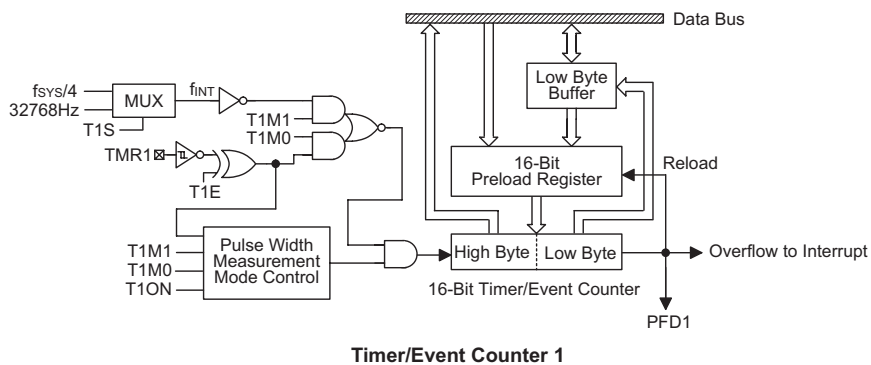 Data Bus
Low Byte
Buffer
fSYS/4
32768Hz
MUX
fINT
T1S
T1M1
T1M0
TMR1
T1E
16-Bit
Preload Register
Reload
T1M1
T1M0
T1ON
Pulse Width
Measurement
Mode Control
High Byte
Low Byte
Overflow to Interrupt
16-Bit Timer/Event Counter
PFD1
Timer/Event Counter 1